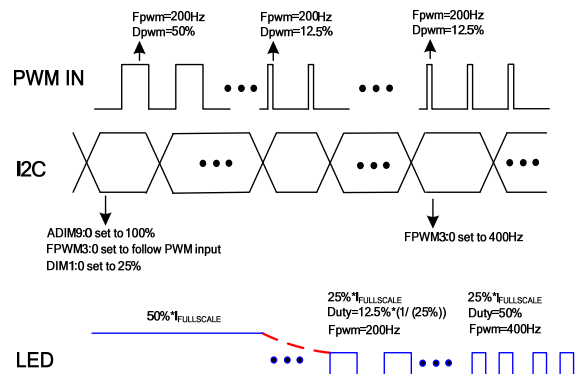 Fpwm=200Hz
Dpwm=50%
Fpwm=200Hz
Dpwm=12.5%
Fpwm=200Hz
Dpwm=12.5%
PWM IN
I2C
ADIM9:0 set to 100%
FPWM3:0 set to follow PWM input
DIM1:0 set to 25%
FPWM3:0 set to 400Hz
50%*IFULLSCALE
25%*IFULLSCALE
Duty=12.5%*(1/ (25%))
Fpwm=200Hz
25%*IFULLSCALE
Duty=50%
Fpwm=400Hz
LED